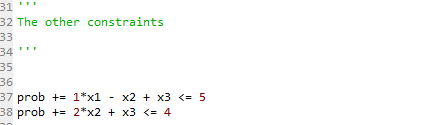 31 '''
32 The other constraints
33
34 '''
35
36
37 prob += 1*x1 - x2 + x3 <= 5
38 prob += 2*x2 + x3 <= 4